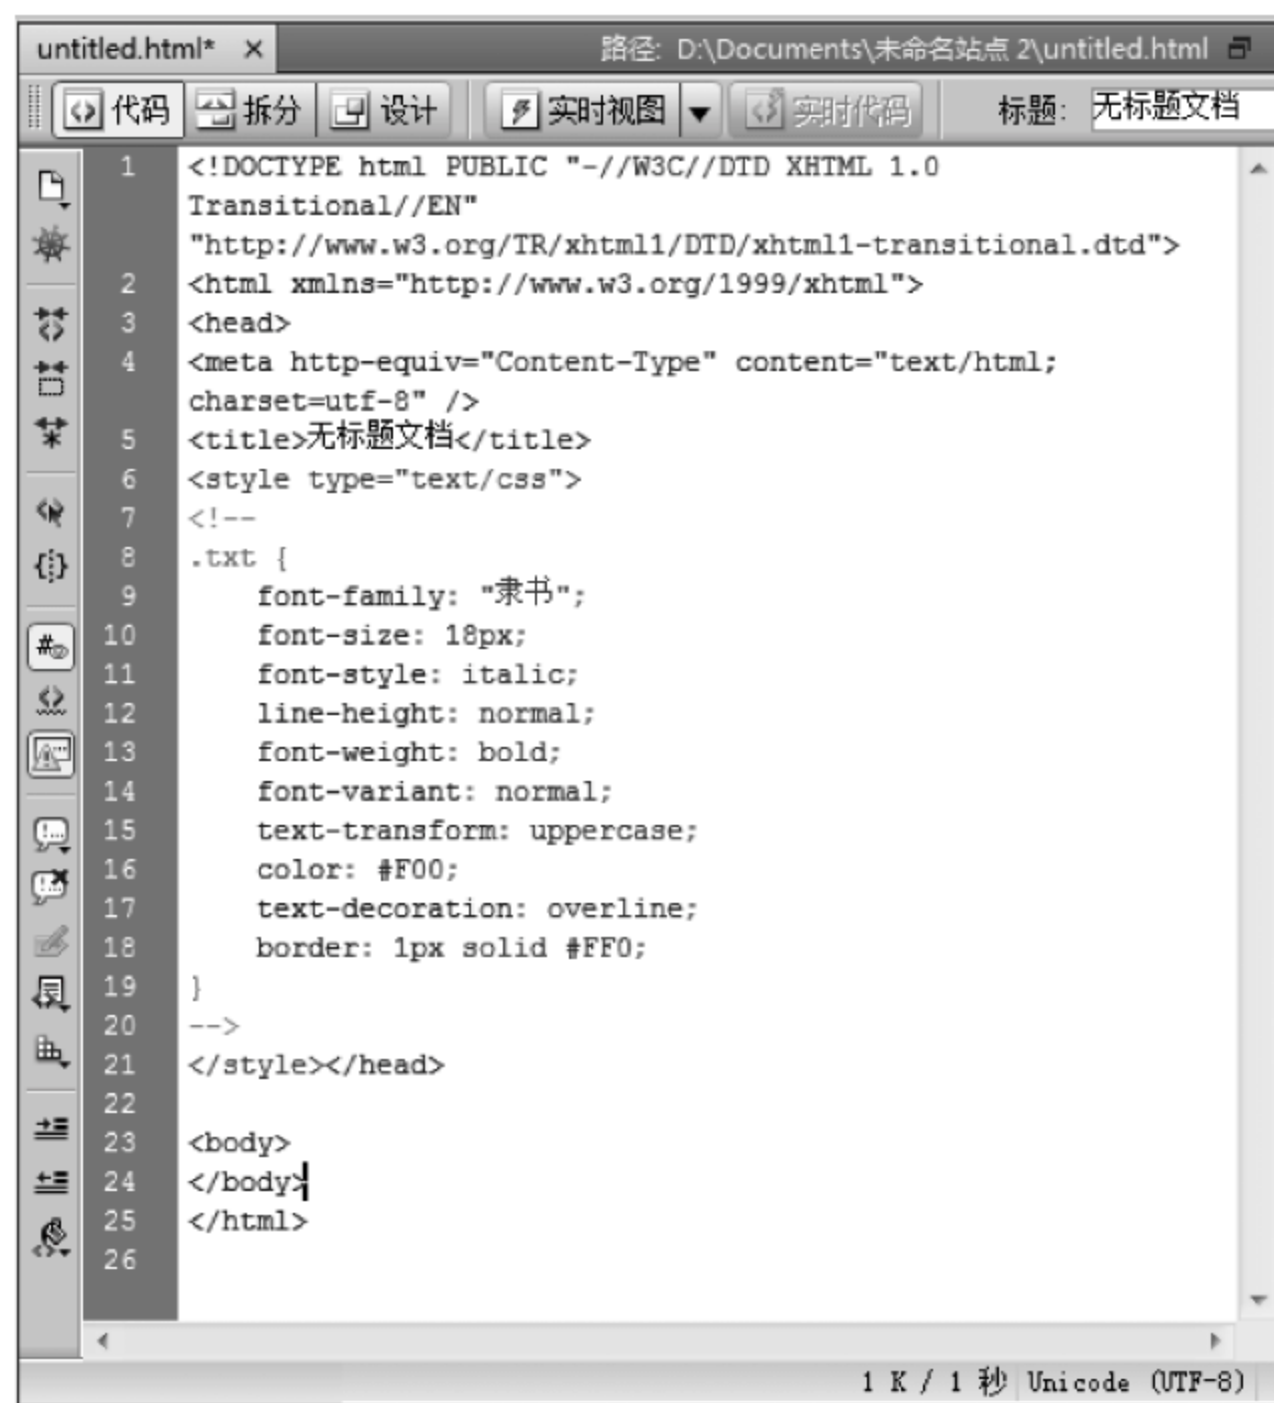 untitled.html* ×
路径: D:\Documents\未命名站点 2\untitled.html
代码 拆分 设计 实时视图 实时代码 标题: 无标题文档
1 <!DOCTYPE html PUBLIC "-//W3C//DTD XHTML 1.0
Transitional//EN"
"http://www.w3.org/TR/xhtml1/DTD/xhtml1-transitional.dtd">
2 <html xmlns="http://www.w3.org/1999/xhtml">
3 <head>
4 <meta http-equiv="Content-Type" content="text/html;
charset=utf-8" />
5 <title>无标题文档</title>
6 <style type="text/css">
7 <!--
8 .txt {
9 font-family: "隶书";
10 font-size: 18px;
11 font-style: italic;
12 line-height: normal;
13 font-weight: bold;
14 font-variant: normal;
15 text-transform: uppercase;
16 color: #F00;
17 text-decoration: overline;
18 border: 1px solid #FF0;
19 }
20 -->
21 </style></head>
22
23 <body>
24 </body>
25 </html>
26
1 K / 1 秒 Unicode (UTF-8)